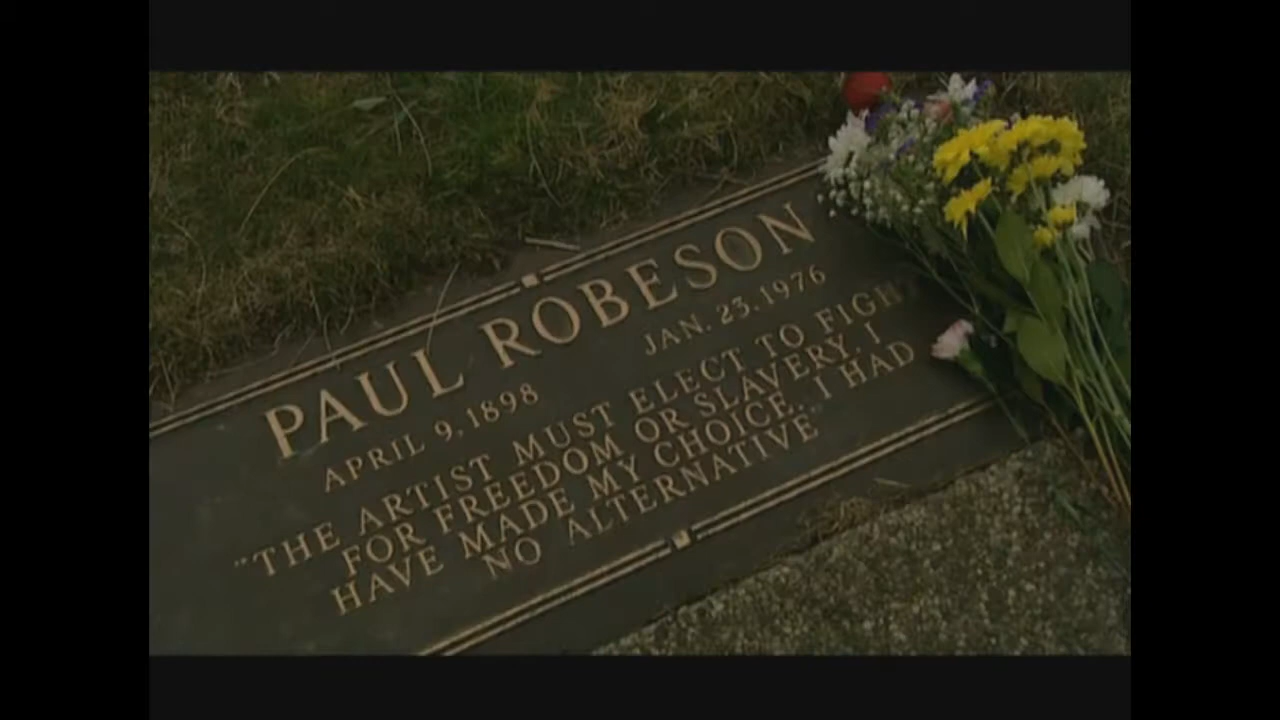 PAUL ROBESON
APRIL 9, 1898 JAN. 23, 1976
"THE ARTIST MUST ELECT TO FIGHT
FOR FREEDOM OR SLAVERY. I
HAVE MADE MY CHOICE. I HAD
NO ALTERNATIVE"